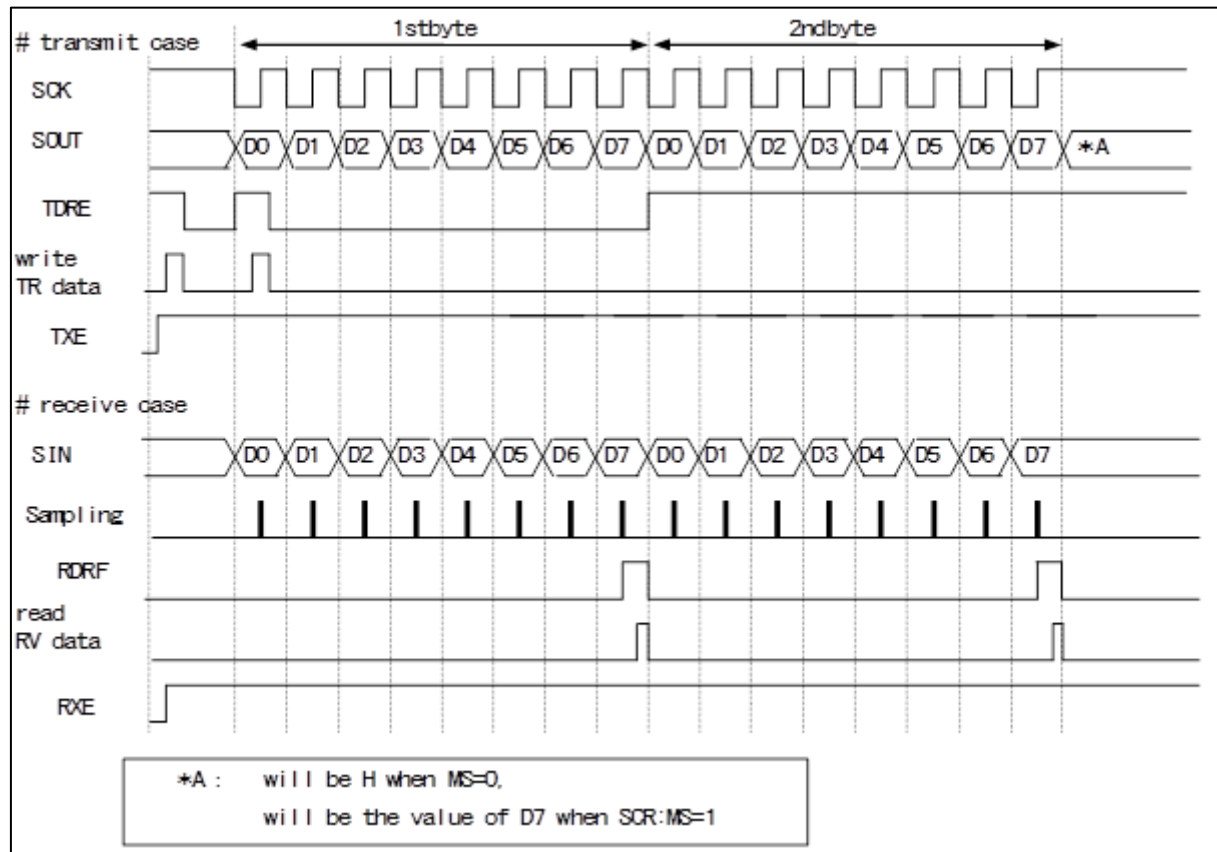 1stbyte 2ndbyte
# transmit case
SCK
SOUT D0 D1 D2 D3 D4 D5 D6 D7 D0 D1 D2 D3 D4 D5 D6 D7 *A
TDRE
write
TR data
TXE
# receive case
SIN D0 D1 D2 D3 D4 D5 D6 D7 D0 D1 D2 D3 D4 D5 D6 D7
Sampling
RDRF
read
RV data
RXE
*A : will be H when MS=0,
will be the value of D7 when SCR:MS=1